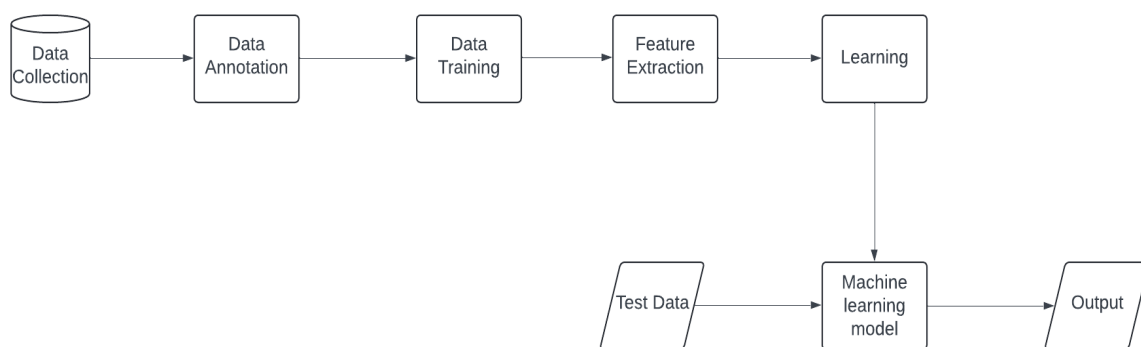 Data
Collection
Data
Annotation
Data
Training
Feature
Extraction
Learning
Test Data
Machine
learning
model
Output